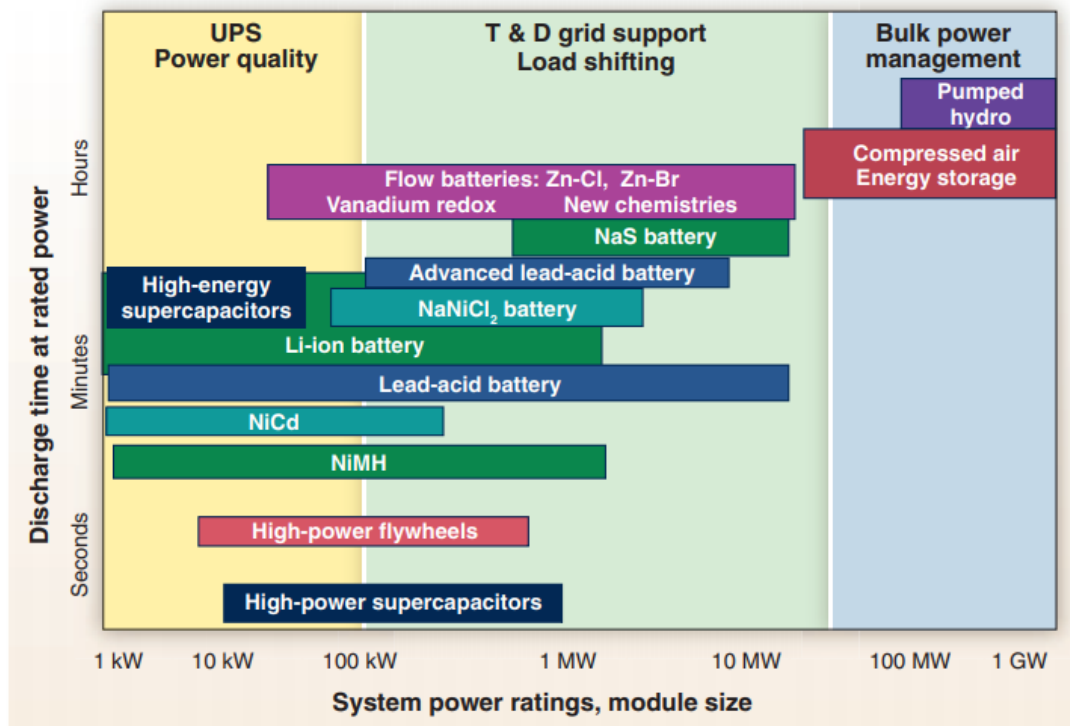 UPS
Power quality
T & D grid support
Load shifting
Bulk power
management
Pumped
hydro
Compressed air
Energy storage
Flow batteries: Zn-Cl, Zn-Br
Vanadium redox New chemistries
NaS battery
Advanced lead-acid battery
High-energy
supercapacitors
NaNiCl₂ battery
Li-ion battery
Lead-acid battery
NiCd
NiMH
High-power flywheels
High-power supercapacitors
Discharge time at rated power
Hours
Minutes
Seconds
1 kW 10 kW 100 kW 1 MW 10 MW 100 MW 1 GW
System power ratings, module size